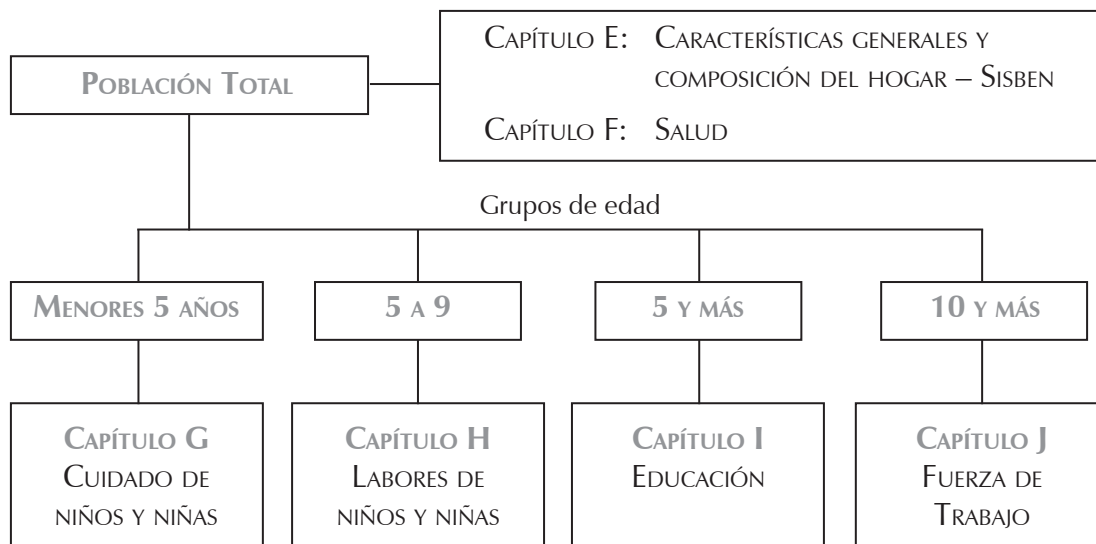 Población Total
Capítulo E: Características generales y
composición del hogar – Sisben
Capítulo F: Salud
Grupos de edad
Menores 5 años
5 a 9
5 y más
10 y más
Capítulo G
Cuidado de
niños y niñas
Capítulo H
Labores de
niños y niñas
Capítulo I
Educación
Capítulo J
Fuerza de
Trabajo